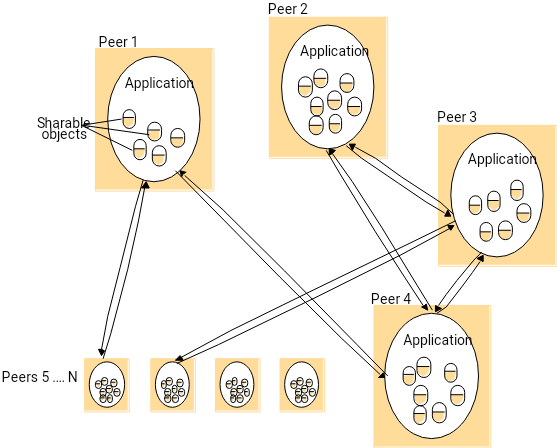 Peer 1
Application
Sharable
objects
Peer 2
Application
Peer 3
Application
Peer 4
Application
Peers 5 .... N